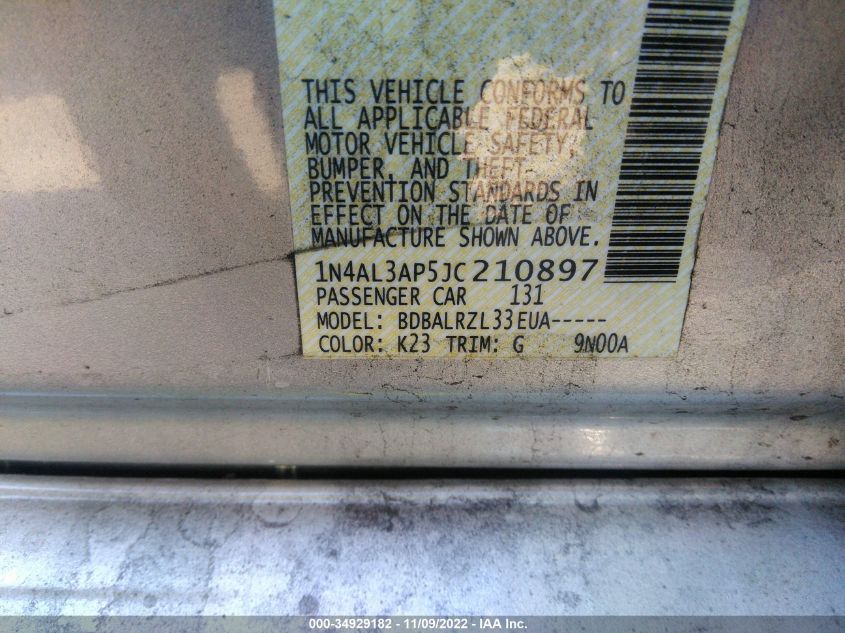 THIS VEHICLE CONFORMS TO
ALL APPLICABLE FEDERAL
MOTOR VEHICLE SAFETY,
BUMPER, AND THEFT
PREVENTION STANDARDS IN
EFFECT ON THE DATE OF
MANUFACTURE SHOWN ABOVE.
1N4AL3AP5JC210897
PASSENGER CAR 131
MODEL: BDBALRZL33EUA-----
COLOR: K23 TRIM: G 9N00A
000-34929182 - 11/09/2022 - IAA Inc.